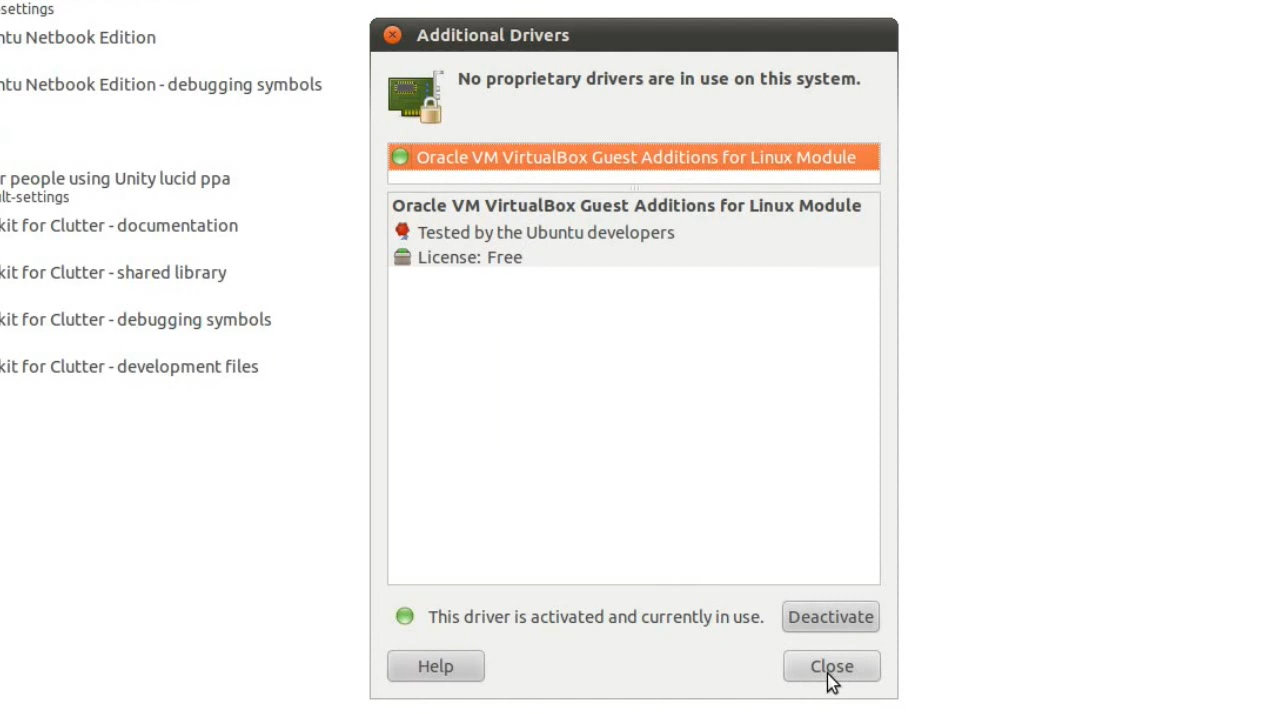 -settings
ntu Netbook Edition
ntu Netbook Edition - debugging symbols
r people using Unity lucid ppa
ult-settings
kit for Clutter - documentation
kit for Clutter - shared library
kit for Clutter - debugging symbols
kit for Clutter - development files
Additional Drivers
No proprietary drivers are in use on this system.
Oracle VM VirtualBox Guest Additions for Linux Module
Oracle VM VirtualBox Guest Additions for Linux Module
Tested by the Ubuntu developers
License: Free
This driver is activated and currently in use.
Deactivate
Help
Close